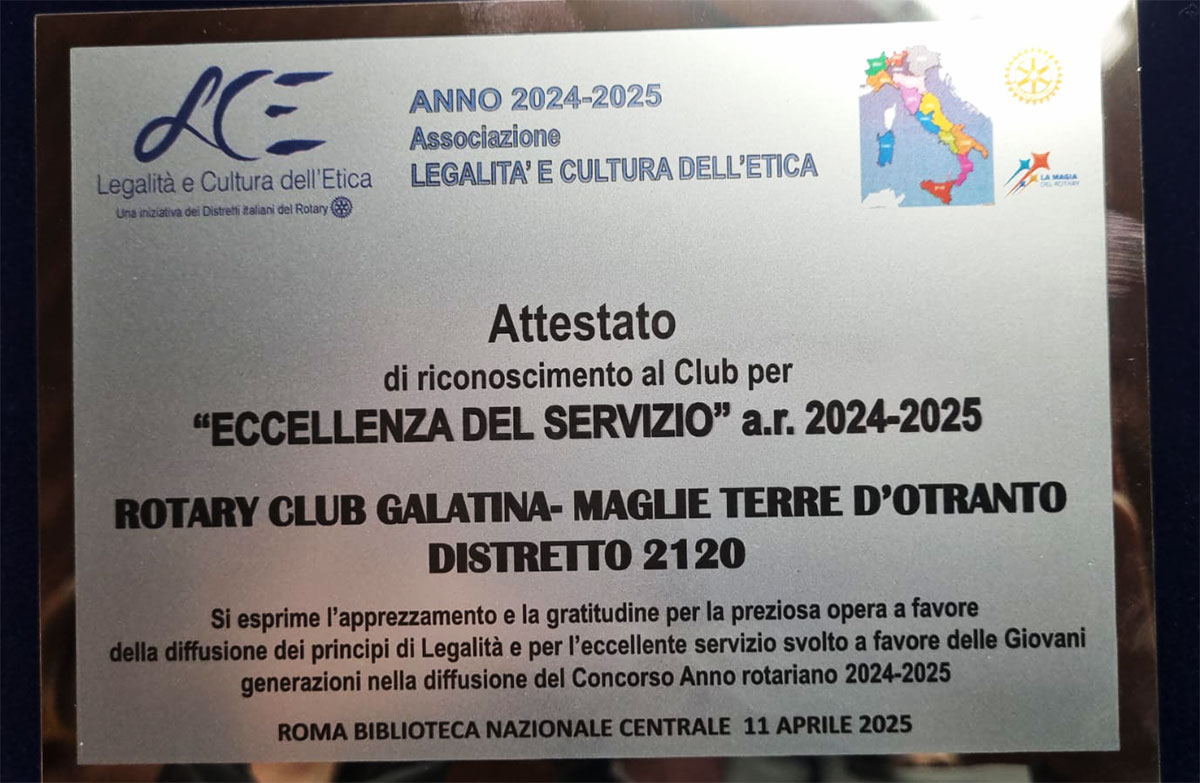 LCE
Legalità e Cultura dell'Etica
Una iniziativa dei Distretti Italiani del Rotary
ANNO 2024-2025
Associazione
LEGALITA' E CULTURA DELL'ETICA
LA MAGIA
DEL ROTARY
Attestato
di riconoscimento al Club per
“ECCELLENZA DEL SERVIZIO” a.r. 2024-2025
ROTARY CLUB GALATINA- MAGLIE TERRE D'OTRANTO
DISTRETTO 2120
Si esprime l'apprezzamento e la gratitudine per la preziosa opera a favore
della diffusione dei principi di Legalità e per l'eccellente servizio svolto a favore delle Giovani
generazioni nella diffusione del Concorso Anno rotariano 2024-2025
ROMA BIBLIOTECA NAZIONALE CENTRALE 11 APRILE 2025